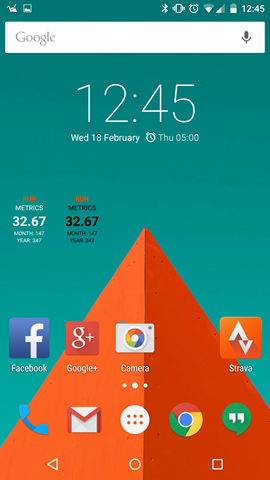 12:45
Google
12:45
Wed 18 February Thu 05:00
RUN RUN
METRICS METRICS
32.67 32.67
MONTH: 147 MONTH: 147
YEAR: 347 YEAR: 347
Facebook Google+ Camera Strava